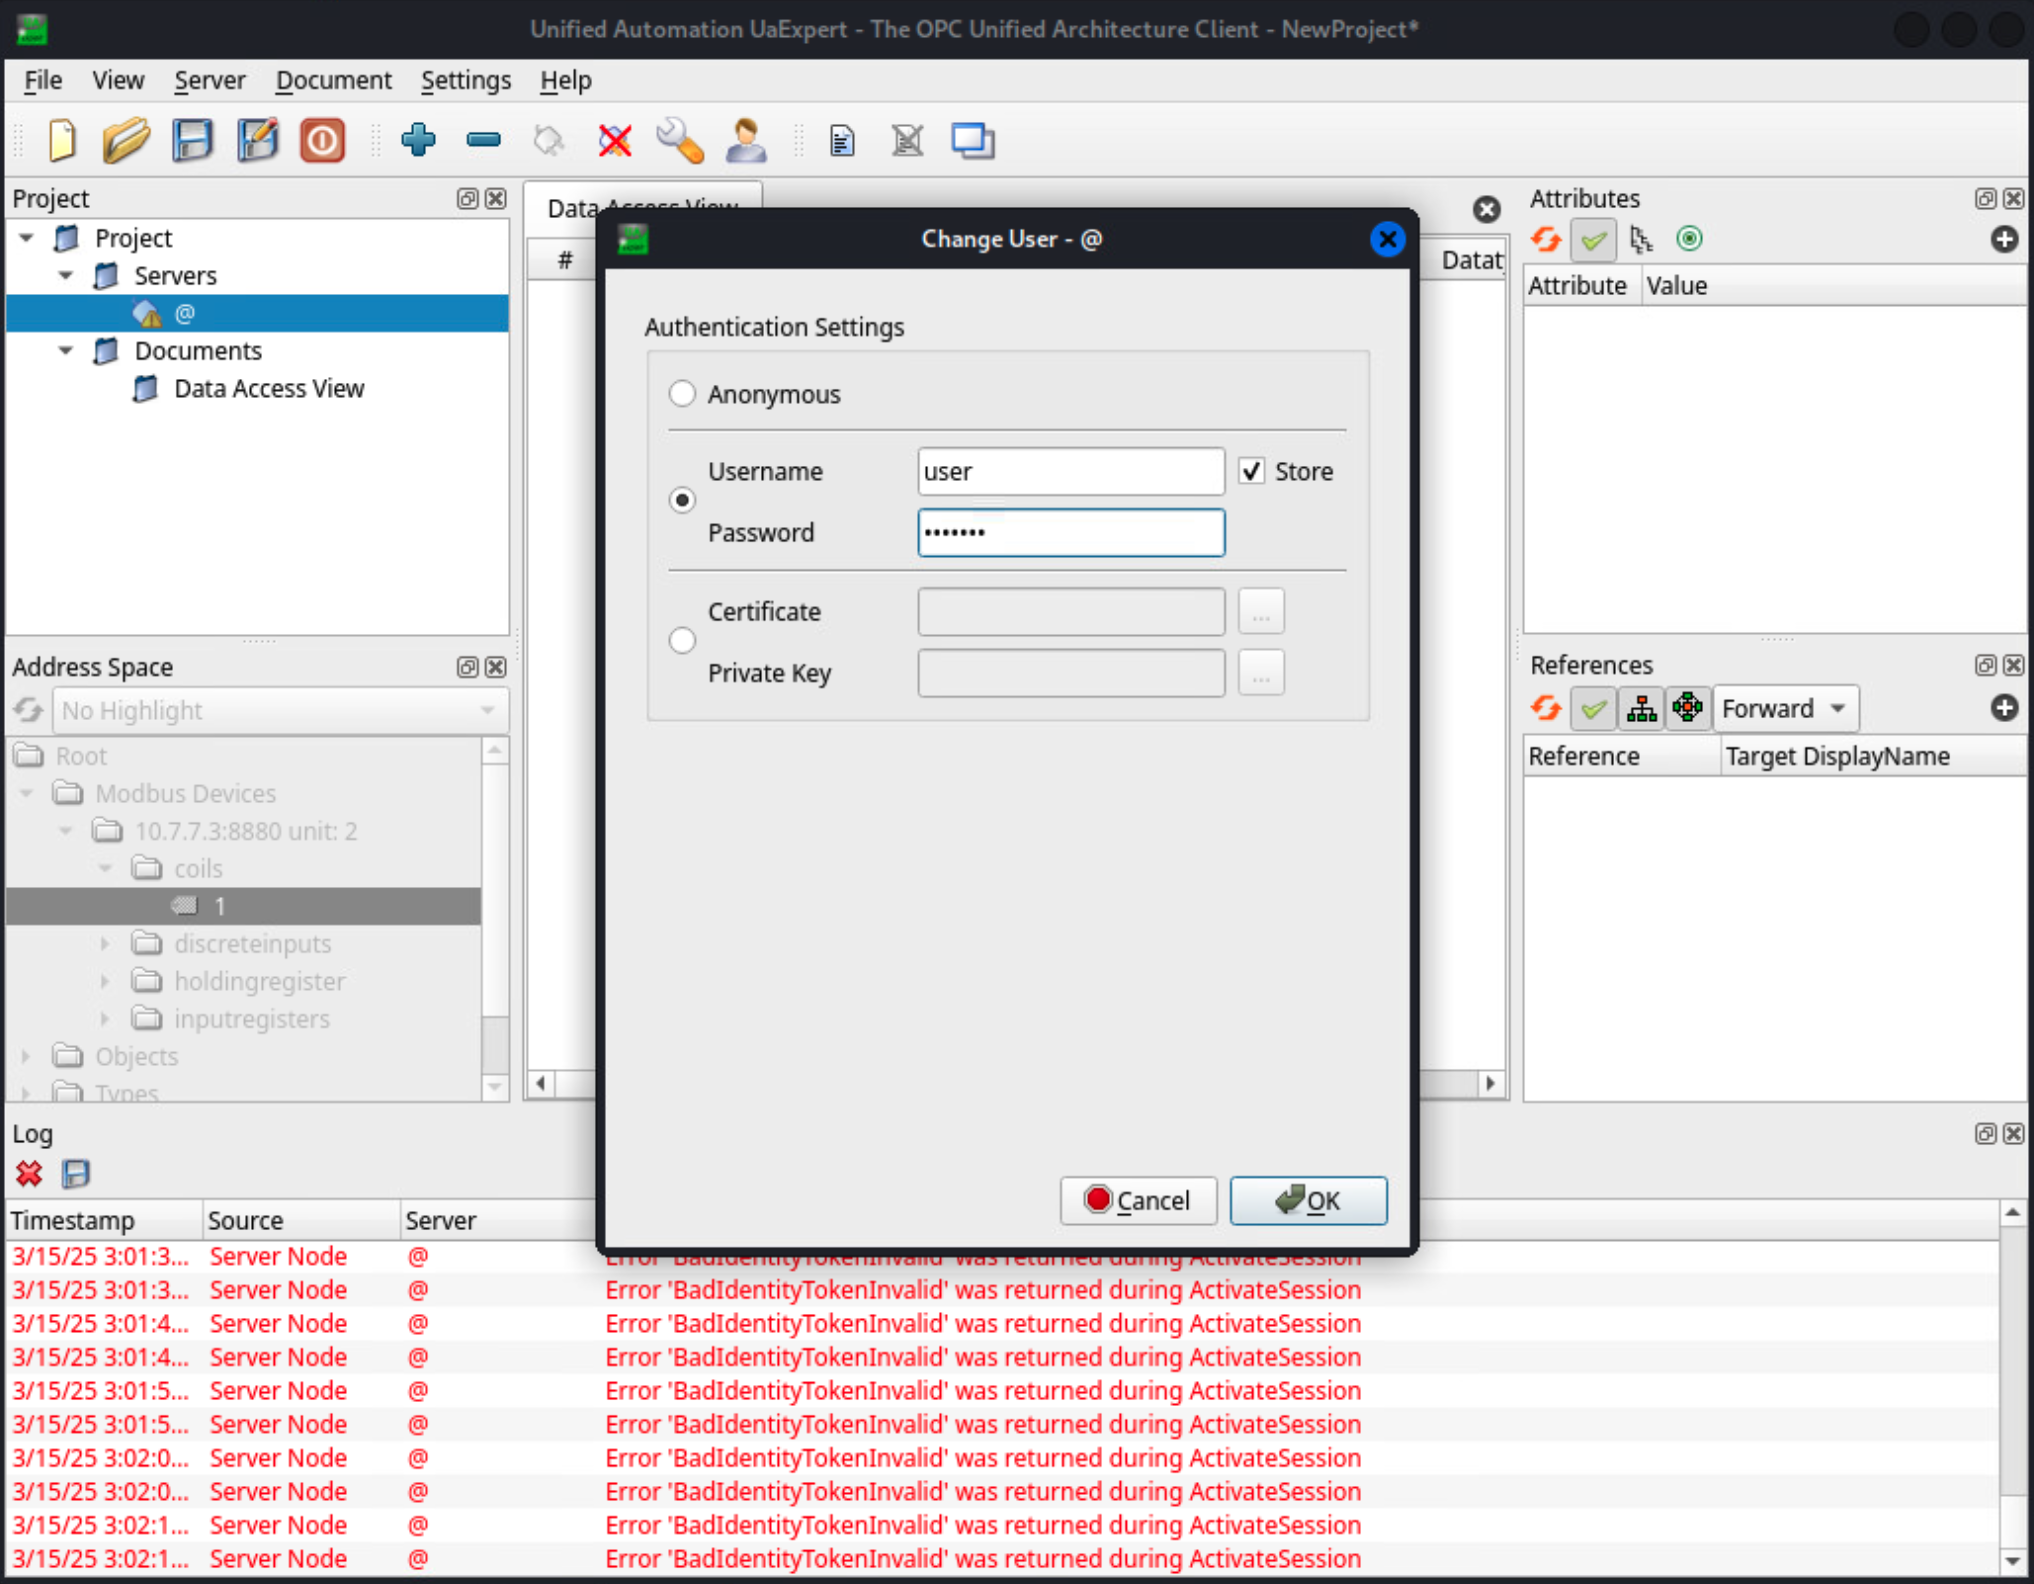 Unified Automation UaExpert - The OPC Unified Architecture Client - NewProject*
File View Server Document Settings Help
Project
Project
Servers
@
Documents
Data Access View
Address Space
No Highlight
Root
Modbus Devices
10.7.7.3:8880 unit: 2
coils
1
discreteinputs
holdingregister
inputregisters
Objects
Types
Data Access View
#
Datat
Change User - @
Authentication Settings
Anonymous
Username user Store
Password •••••••
Certificate ...
Private Key ...
Cancel OK
Attributes
Attribute Value
References
Forward
Reference Target DisplayName
Log
Timestamp Source Server
3/15/25 3:01:3... Server Node @ Error 'BadIdentityTokenInvalid' was returned during ActivateSession
3/15/25 3:01:3... Server Node @ Error 'BadIdentityTokenInvalid' was returned during ActivateSession
3/15/25 3:01:4... Server Node @ Error 'BadIdentityTokenInvalid' was returned during ActivateSession
3/15/25 3:01:4... Server Node @ Error 'BadIdentityTokenInvalid' was returned during ActivateSession
3/15/25 3:01:5... Server Node @ Error 'BadIdentityTokenInvalid' was returned during ActivateSession
3/15/25 3:01:5... Server Node @ Error 'BadIdentityTokenInvalid' was returned during ActivateSession
3/15/25 3:02:0... Server Node @ Error 'BadIdentityTokenInvalid' was returned during ActivateSession
3/15/25 3:02:0... Server Node @ Error 'BadIdentityTokenInvalid' was returned during ActivateSession
3/15/25 3:02:1... Server Node @ Error 'BadIdentityTokenInvalid' was returned during ActivateSession
3/15/25 3:02:1... Server Node @ Error 'BadIdentityTokenInvalid' was returned during ActivateSession